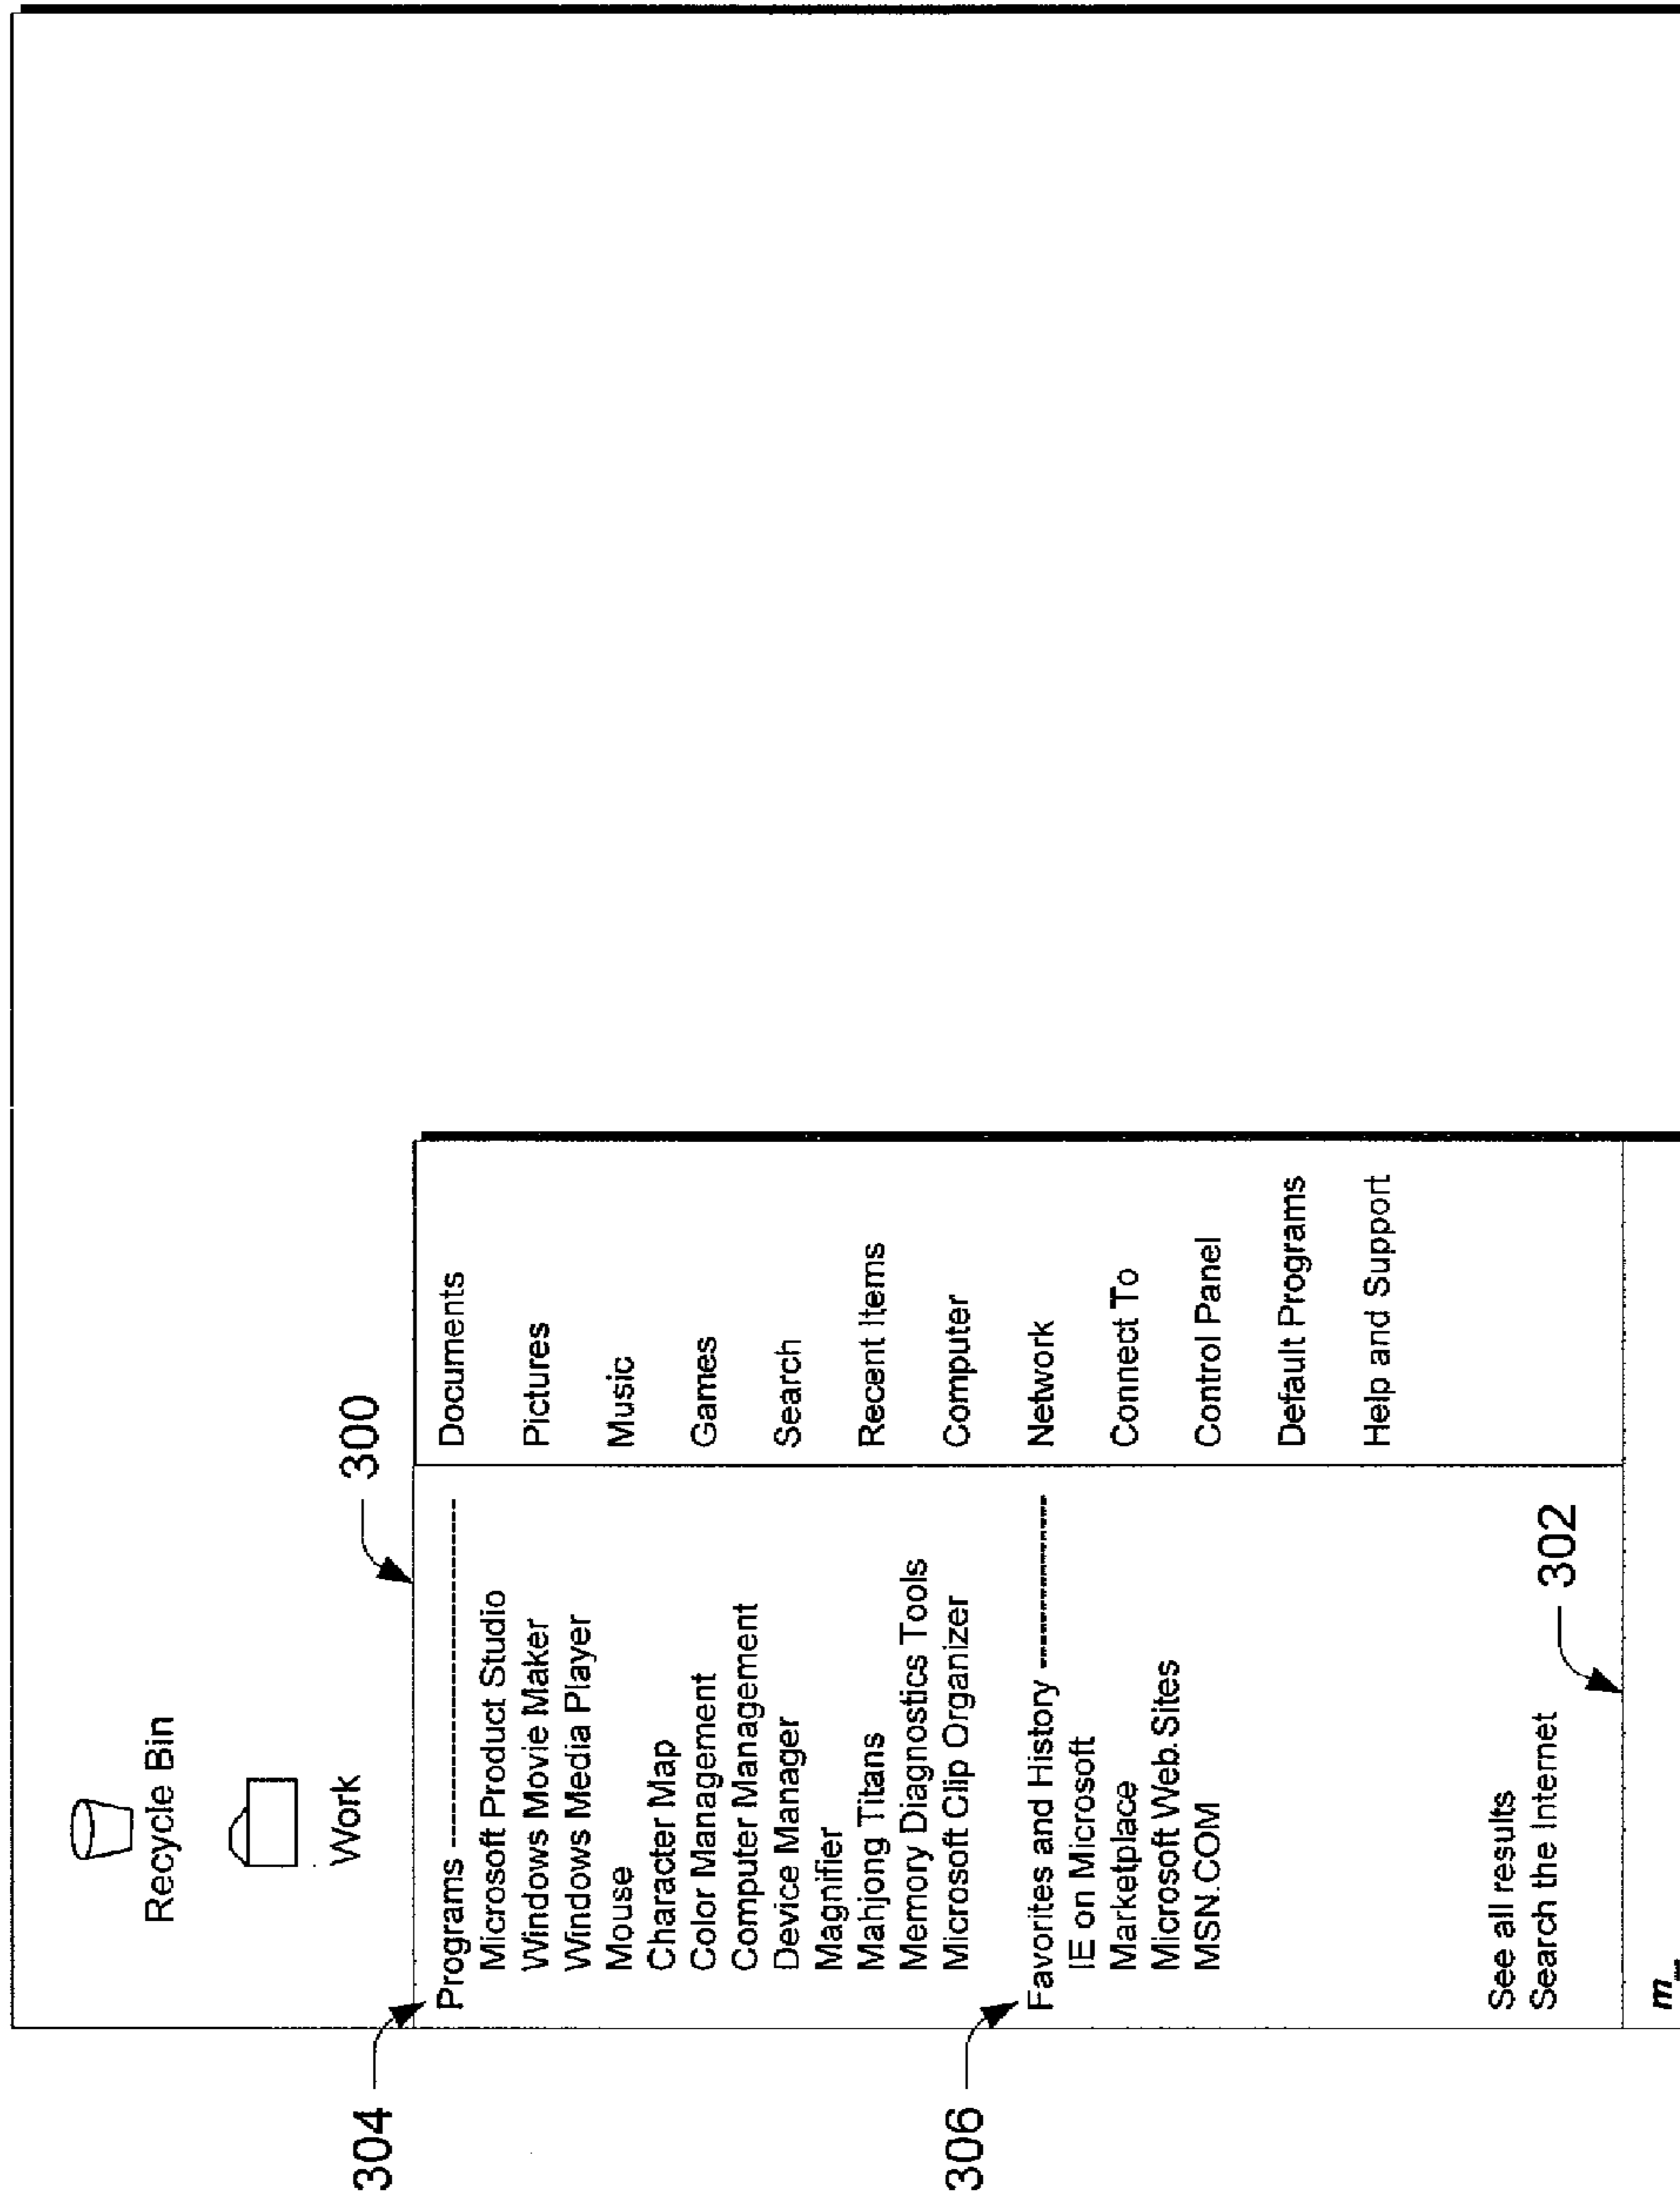 Recycle Bin
Work
300
304
Programs ---------------------------
Microsoft Product Studio
Windows Movie Maker
Windows Media Player
Mouse
Character Map
Color Management
Computer Management
Device Manager
Magnifier
Mahjong Titans
Memory Diagnostics Tools
Microsoft Clip Organizer
306
Favorites and History -------------
IE on Microsoft
Marketplace
Microsoft Web.Sites
MSN.COM
See all results
Search the Internet
302
m_
Documents
Pictures
Music
Games
Search
Recent Items
Computer
Network
Connect To
Control Panel
Default Programs
Help and Support